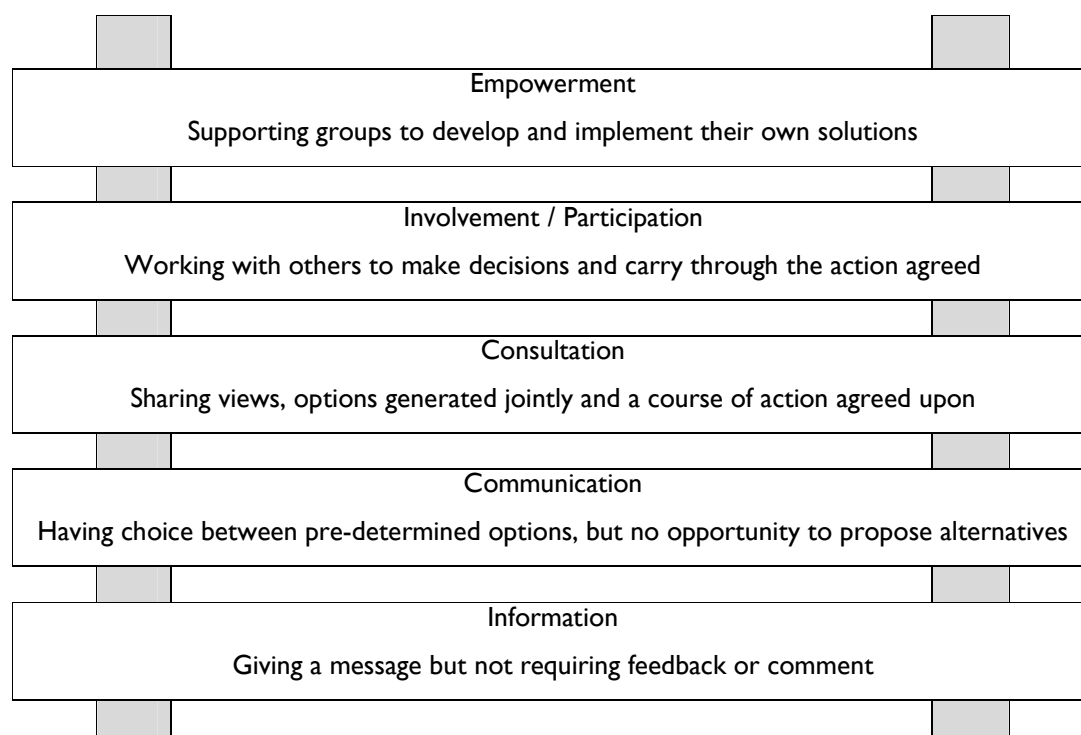 Empowerment
Supporting groups to develop and implement their own solutions
Involvement / Participation
Working with others to make decisions and carry through the action agreed
Consultation
Sharing views, options generated jointly and a course of action agreed upon
Communication
Having choice between pre-determined options, but no opportunity to propose alternatives
Information
Giving a message but not requiring feedback or comment